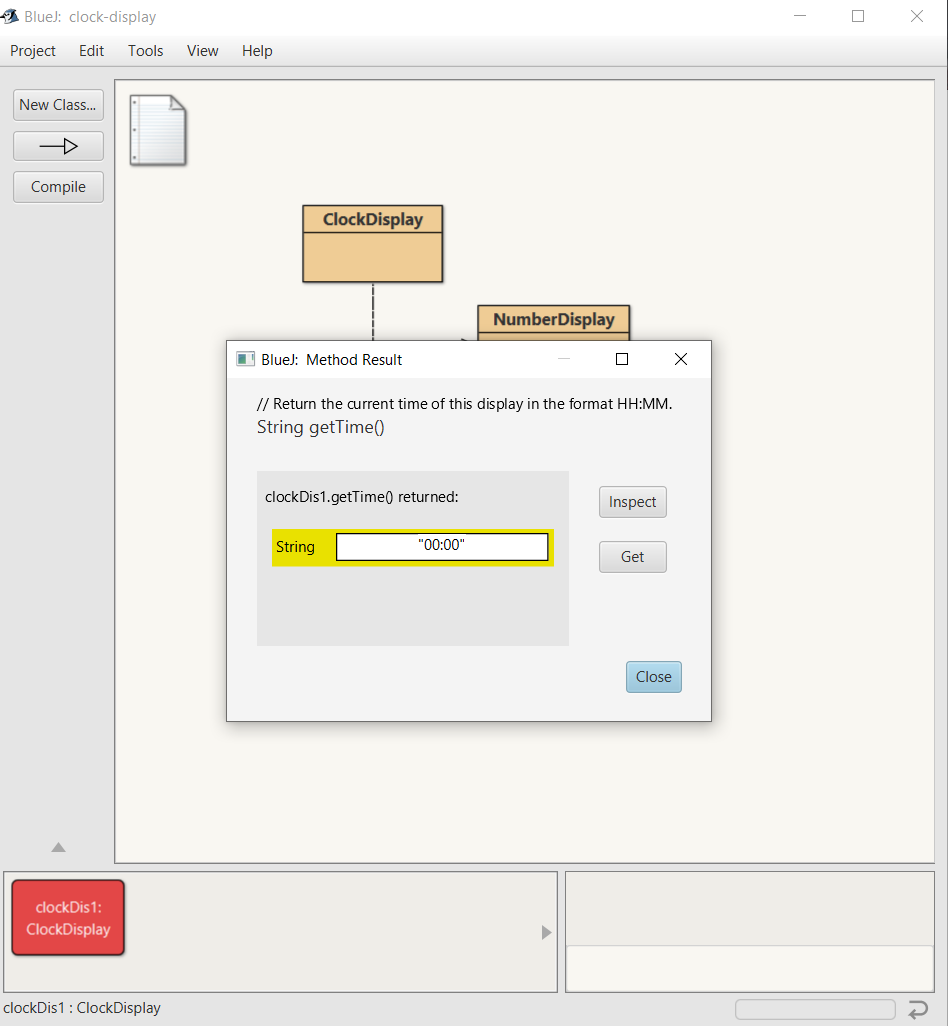 BlueJ: clock-display
Project Edit Tools View Help
New Class...
Compile
ClockDisplay
NumberDisplay
BlueJ: Method Result
// Return the current time of this display in the format HH:MM.
String getTime()
clockDis1.getTime() returned:
String "00:00"
Inspect
Get
Close
clockDis1:
ClockDisplay
clockDis1 : ClockDisplay